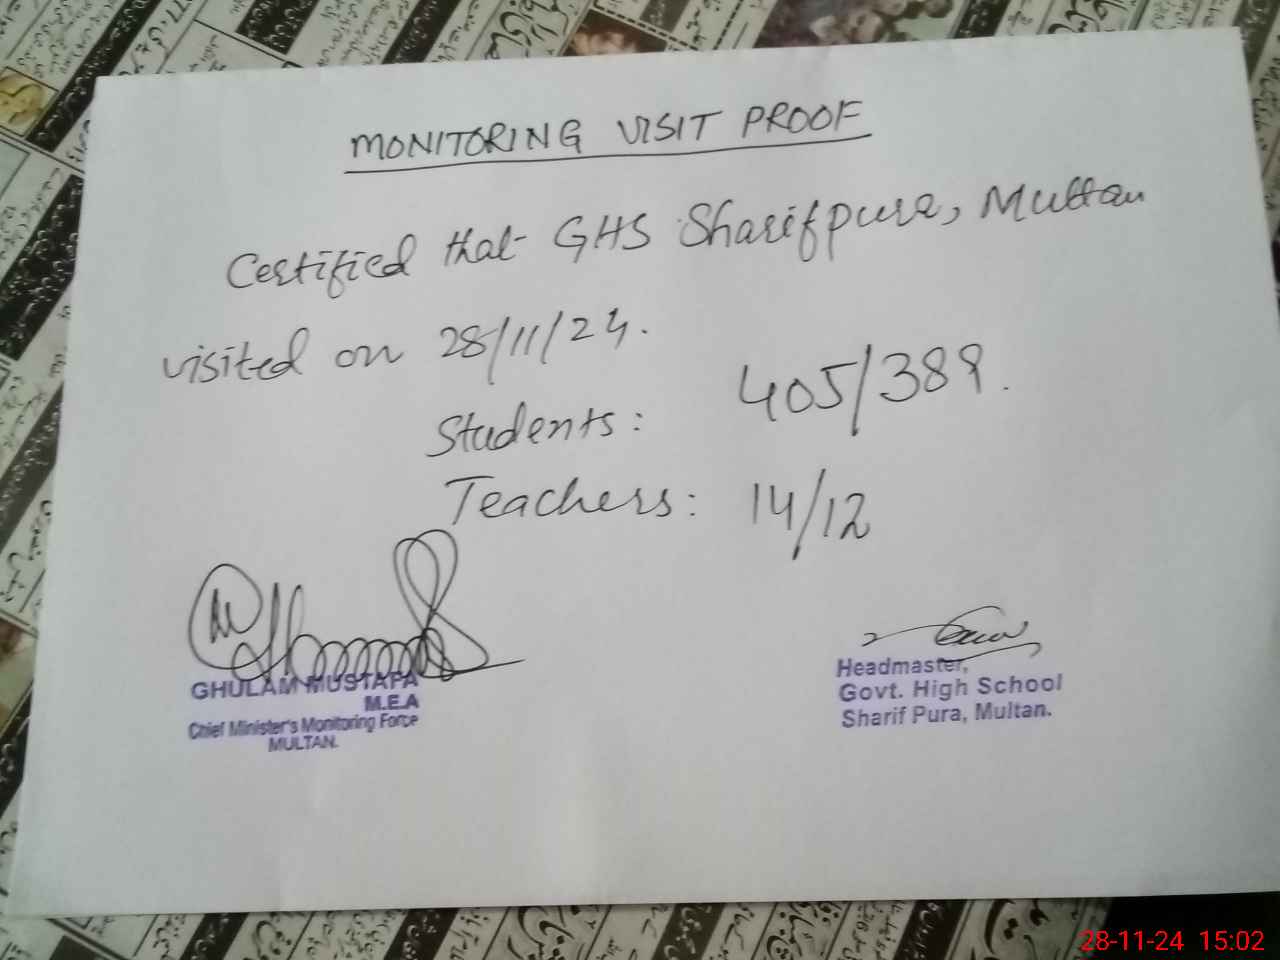 MONITORING VISIT PROOF
Certified that GHS Sharifpura, Multan
visited on 28/11/24.
Students: 405/389.
Teachers: 14/12
GHULAM MUSTAFA
M.E.A
Chief Minister's Monitoring Force
MULTAN.
Headmaster,
Govt. High School
Sharif Pura, Multan.
28-11-24 15:02